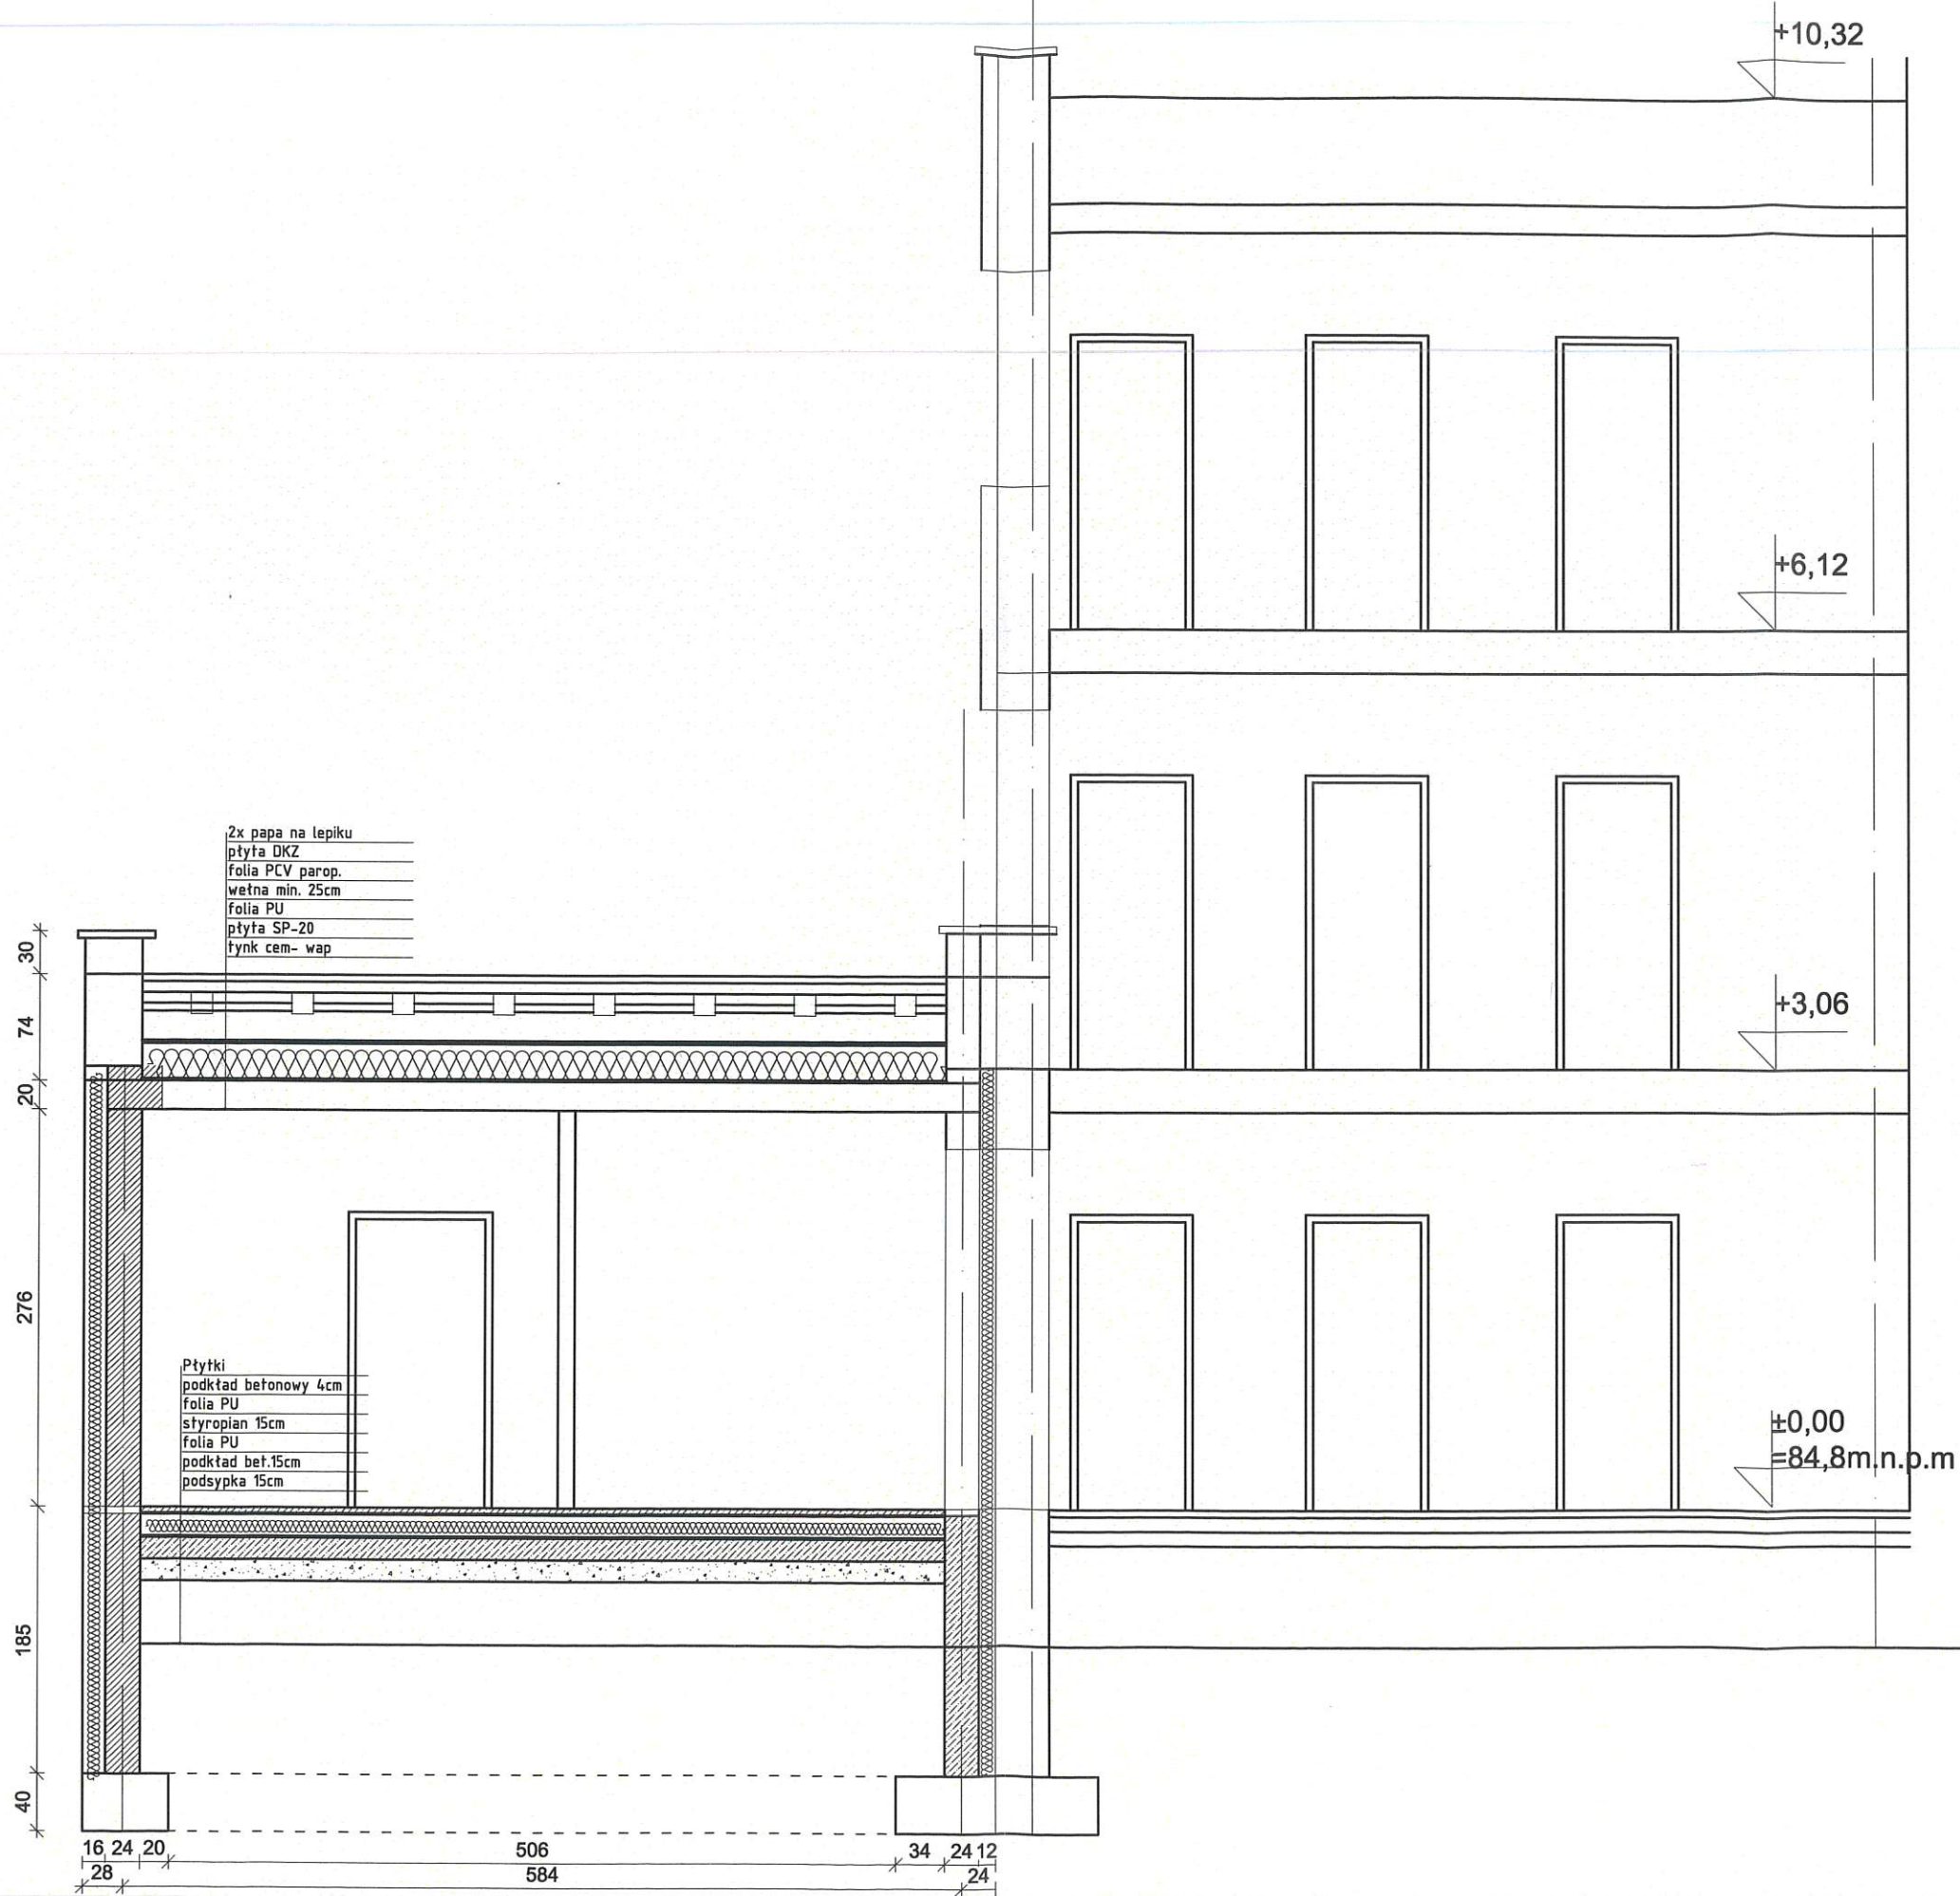 +10,32
+6,12
2x papa na lepiku
płyta DKZ
folia PCV parop.
wełna min. 25cm
folia PU
płyta SP-20
tynk cem- wap
30
74
20
276
185
40
+3,06
Płytki
podkład betonowy 4cm
folia PU
styropian 15cm
folia PU
podkład bet.15cm
podsypka 15cm
±0,00
=84,8m.n.p.m
16 24 20 506 34 24 12
28 584 24